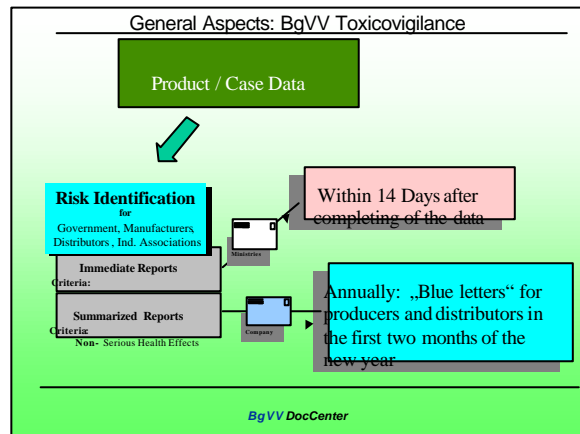 General Aspects: BgVV Toxicovigilance
Product / Case Data
Risk Identification
for
Government, Manufacturers,
Distributors , Ind. Associations
Immediate Reports
Criteria:
Summarized Reports
Criteria:
Non- Serious Health Effects
Ministries
Within 14 Days after
completing of the data
Company
Annually: „Blue letters“ for
producers and distributors in
the first two months of the
new year
BgVV DocCenter